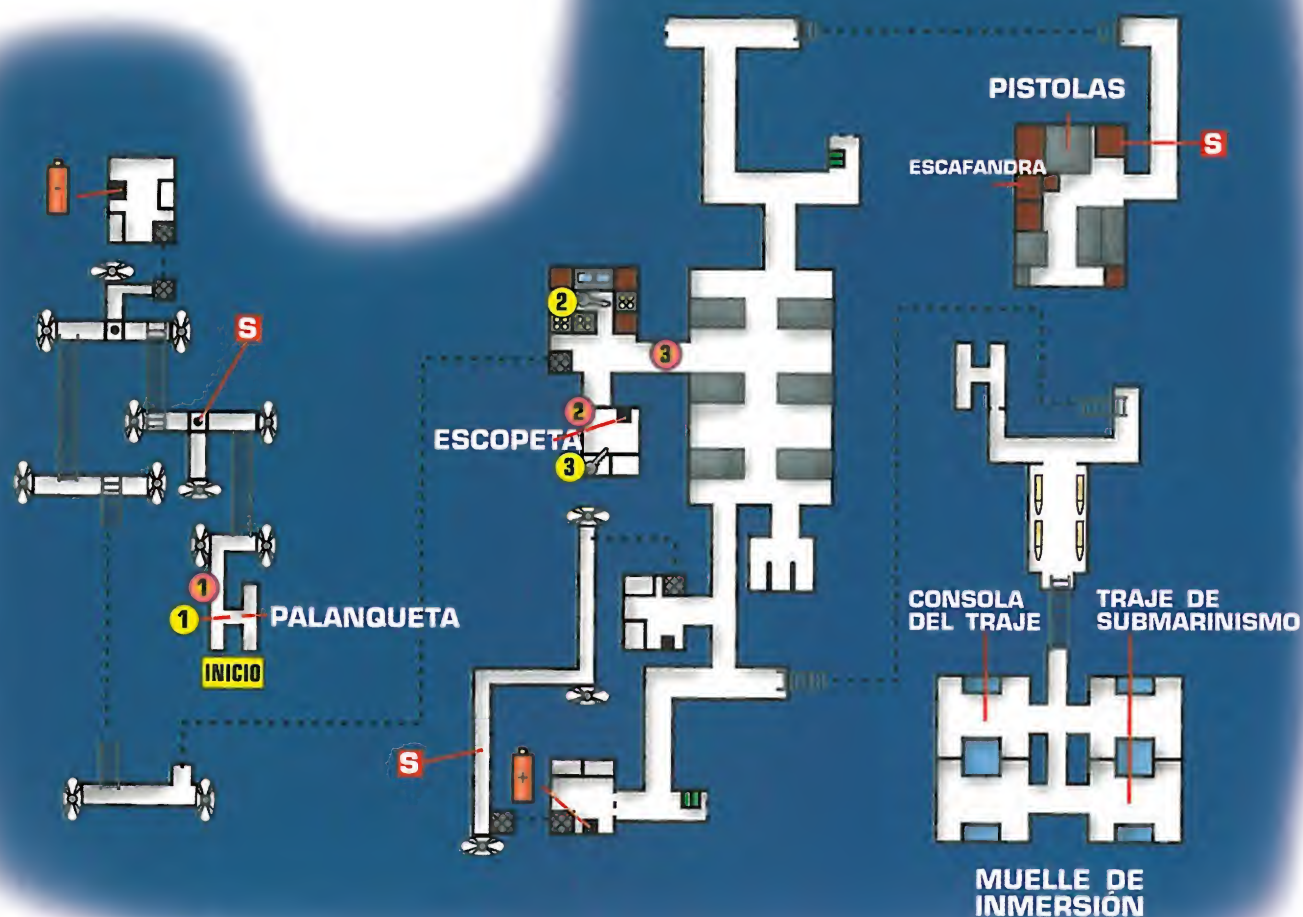 PISTOLAS
ESCAFANDRA
S
-
S
2
3
2
ESCOPETA
3
1
1
PALANQUETA
INICIO
CONSOLA
DEL TRAJE
TRAJE DE
SUBMARINISMO
S
+
MUELLE DE
INMERSIÓN